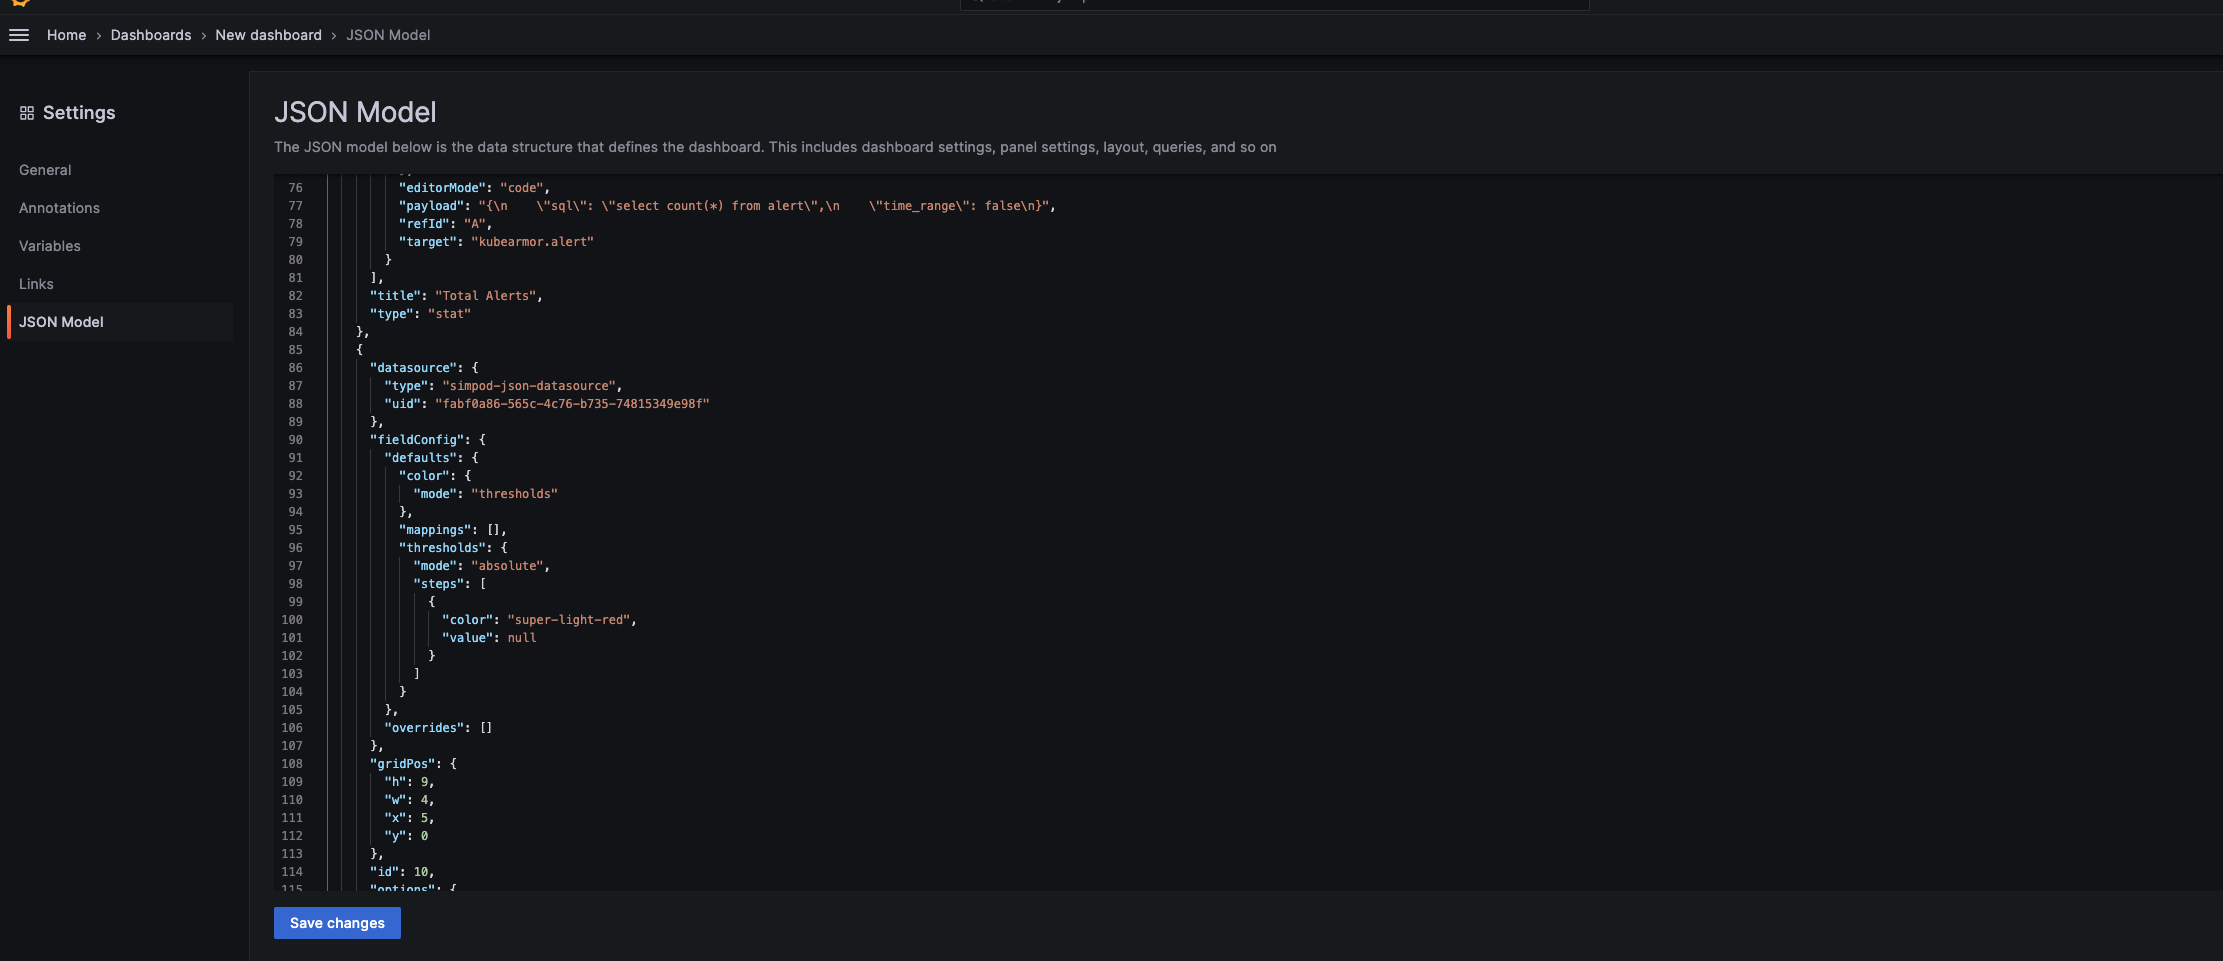 Home › Dashboards › New dashboard › JSON Model
Settings
General
Annotations
Variables
Links
JSON Model
JSON Model
The JSON model below is the data structure that defines the dashboard. This includes dashboard settings, panel settings, layout, queries, and so on
76 "editorMode": "code",
77 "payload": "{\n    \"sql\": \"select count(*) from alert\",\n    \"time_range\": false\n}",
78 "refId": "A",
79 "target": "kubearmor.alert"
80 }
81 ],
82 "title": "Total Alerts",
83 "type": "stat"
84 },
85 {
86 "datasource": {
87 "type": "simpod-json-datasource",
88 "uid": "fabf0a86-565c-4c76-b735-74815349e98f"
89 },
90 "fieldConfig": {
91 "defaults": {
92 "color": {
93 "mode": "thresholds"
94 },
95 "mappings": [],
96 "thresholds": {
97 "mode": "absolute",
98 "steps": [
99 {
100 "color": "super-light-red",
101 "value": null
102 }
103 ]
104 }
105 },
106 "overrides": []
107 },
108 "gridPos": {
109 "h": 9,
110 "w": 4,
111 "x": 5,
112 "y": 0
113 },
114 "id": 10,
115 "options": {
Save changes